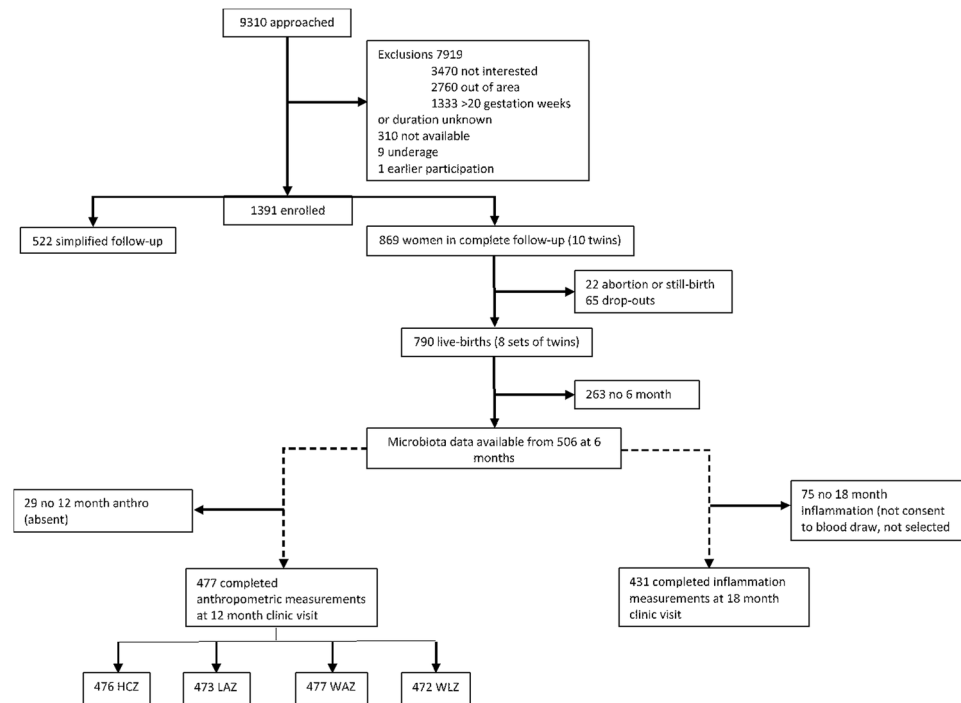 9310 approached
Exclusions 7919
3470 not interested
2760 out of area
1333 >20 gestation weeks
or duration unknown
310 not available
9 underage
1 earlier participation
1391 enrolled
522 simplified follow-up
869 women in complete follow-up (10 twins)
22 abortion or still-birth
65 drop-outs
790 live-births (8 sets of twins)
263 no 6 month
Microbiota data available from 506 at 6
months
29 no 12 month anthro
(absent)
75 no 18 month
inflammation (not consent
to blood draw, not selected
477 completed
anthropometric measurements
at 12 month clinic visit
431 completed inflammation
measurements at 18 month
clinic visit
476 HCZ
473 LAZ
477 WAZ
472 WLZ